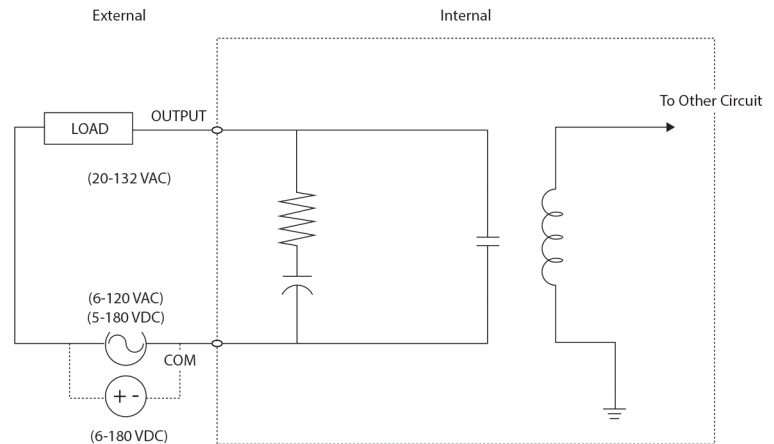 External
Internal
To Other Circuit
OUTPUT
LOAD
(20-132 VAC)
(6-120 VAC)
(5-180 VDC)
COM
+ -
(6-180 VDC)